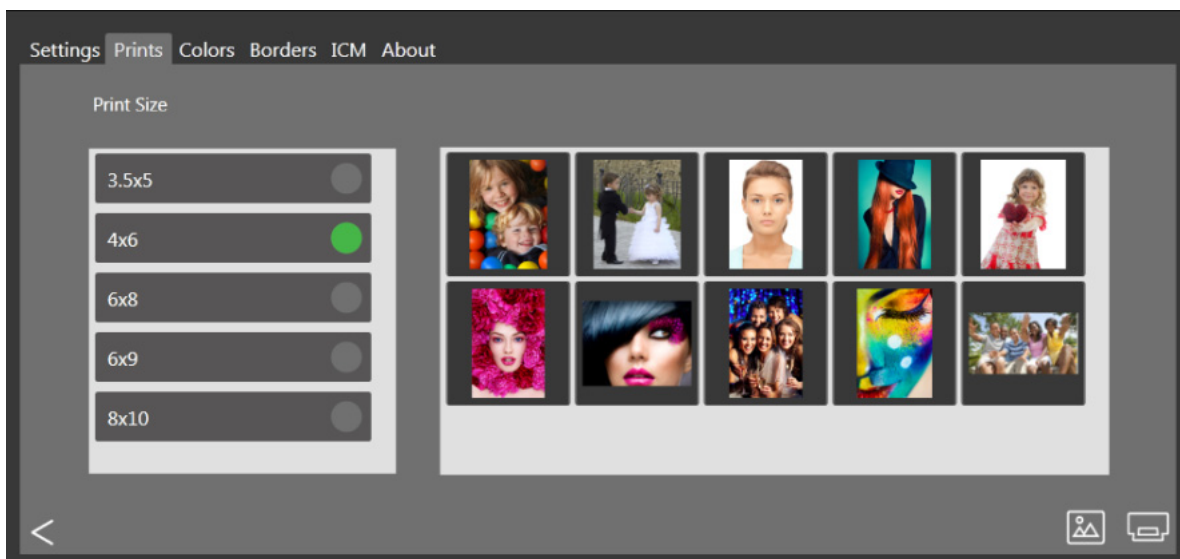 Settings Prints Colors Borders ICM About
Print Size
3.5x5
4x6
6x8
6x9
8x10